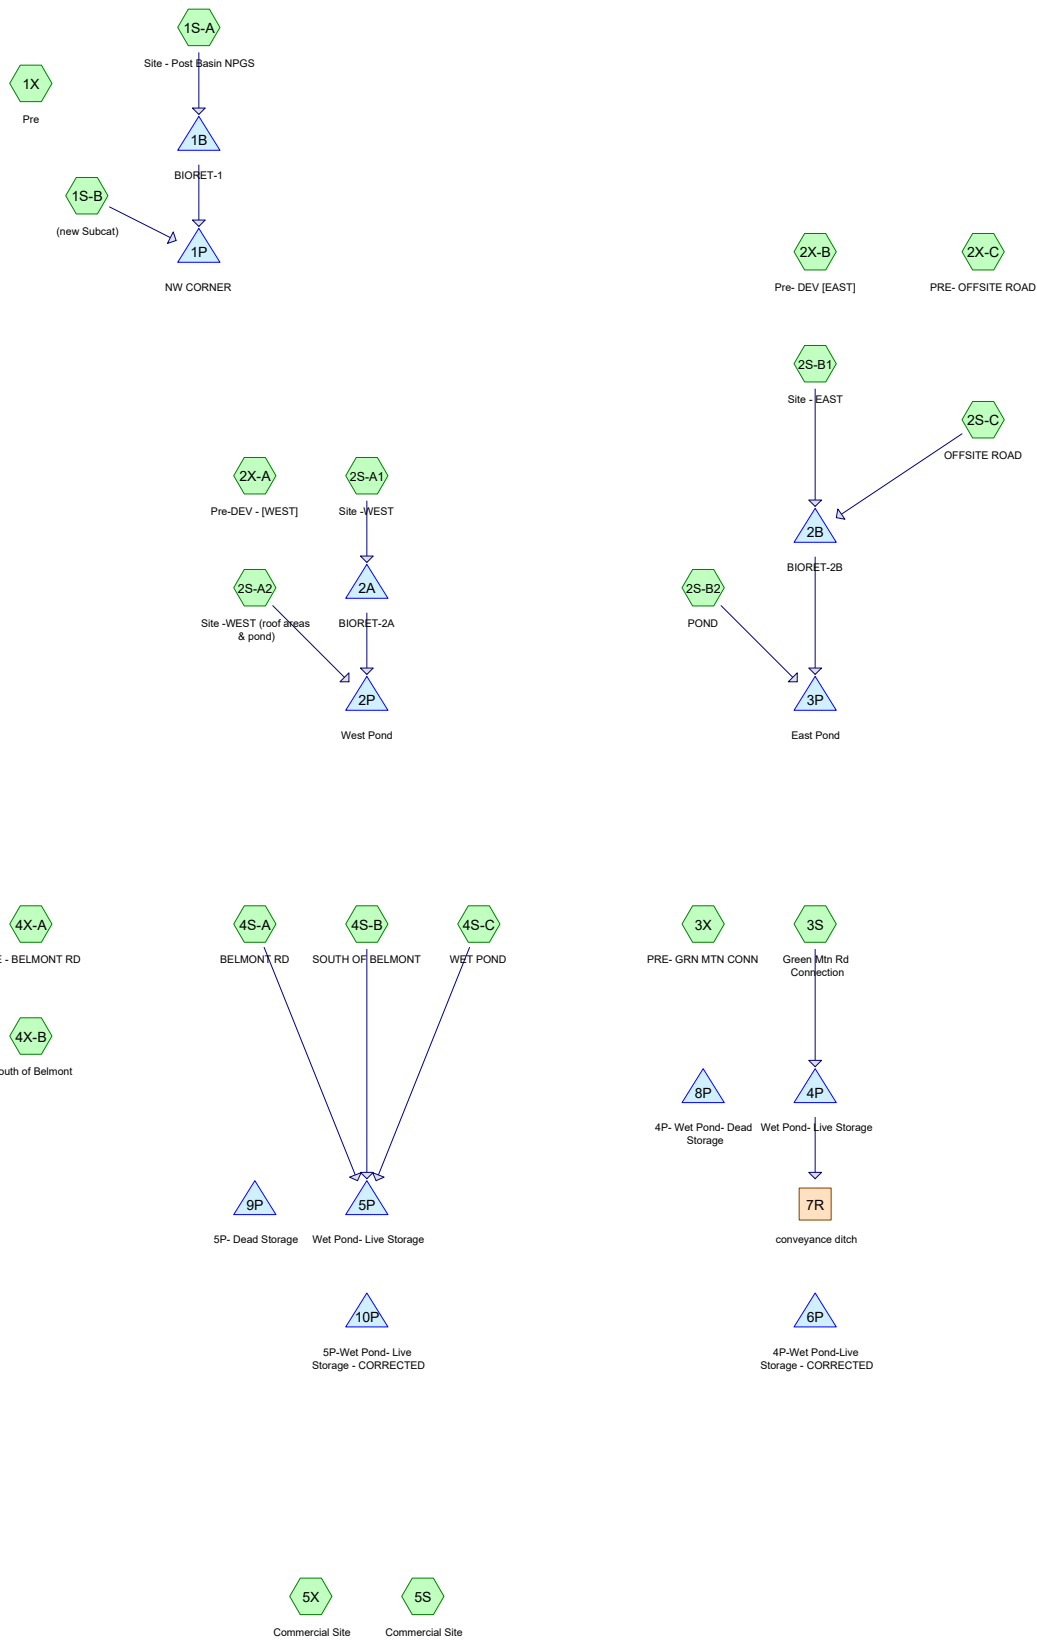 1S-A
Site - Post Basin NPGS
1X
Pre
1B
BIORET-1
1S-B
(new Subcat)
1P
NW CORNER
2X-B
Pre- DEV [EAST]
2X-C
PRE- OFFSITE ROAD
2S-B1
Site - EAST
2S-C
OFFSITE ROAD
2X-A
Pre-DEV - [WEST]
2S-A1
Site -WEST
2B
BIORET-2B
2S-A2
Site -WEST (roof areas
& pond)
2A
BIORET-2A
2S-B2
POND
2P
West Pond
3P
East Pond
4X-A
E - BELMONT RD
4S-A
BELMONT RD
4S-B
SOUTH OF BELMONT
4S-C
WET POND
3X
PRE- GRN MTN CONN
3S
Green Mtn Rd
Connection
4X-B
outh of Belmont
8P
4P- Wet Pond- Dead
Storage
4P
Wet Pond- Live Storage
9P
5P- Dead Storage
5P
Wet Pond- Live Storage
7R
conveyance ditch
10P
5P-Wet Pond- Live
Storage - CORRECTED
6P
4P-Wet Pond-Live
Storage - CORRECTED
5X
Commercial Site
5S
Commercial Site